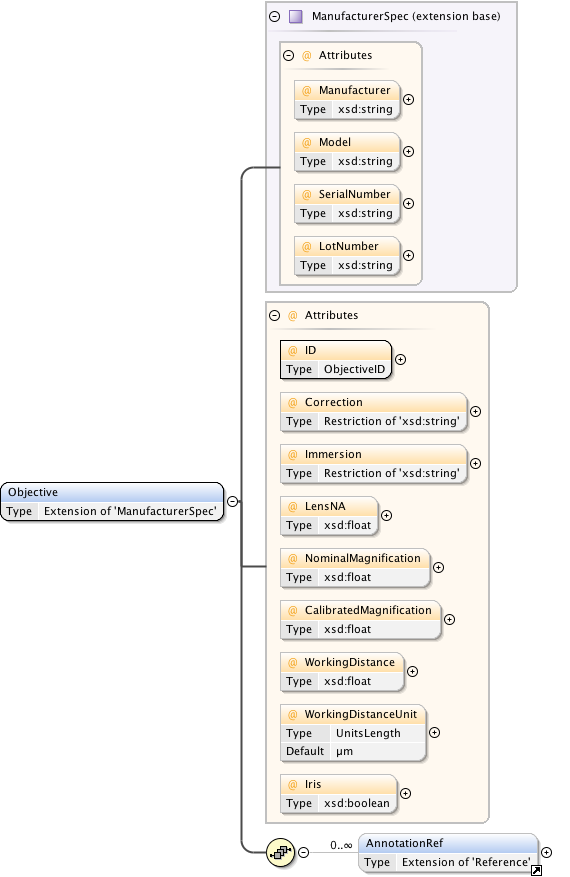 ManufacturerSpec (extension base)
@ Attributes
@ Manufacturer
Type xsd:string
@ Model
Type xsd:string
@ SerialNumber
Type xsd:string
@ LotNumber
Type xsd:string
@ Attributes
@ ID
Type ObjectiveID
@ Correction
Type Restriction of 'xsd:string'
@ Immersion
Type Restriction of 'xsd:string'
Objective
Type Extension of 'ManufacturerSpec'
@ LensNA
Type xsd:float
@ NominalMagnification
Type xsd:float
@ CalibratedMagnification
Type xsd:float
@ WorkingDistance
Type xsd:float
@ WorkingDistanceUnit
Type UnitsLength
Default µm
@ Iris
Type xsd:boolean
0..∞
AnnotationRef
Type Extension of 'Reference'